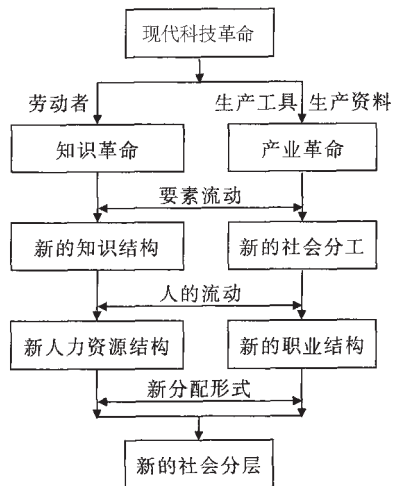 现代科技革命
劳动者 生产工具 生产资料
知识革命 产业革命
要素流动
新的知识结构 新的社会分工
人的流动
新人力资源结构 新的职业结构
新分配形式
新的社会分层